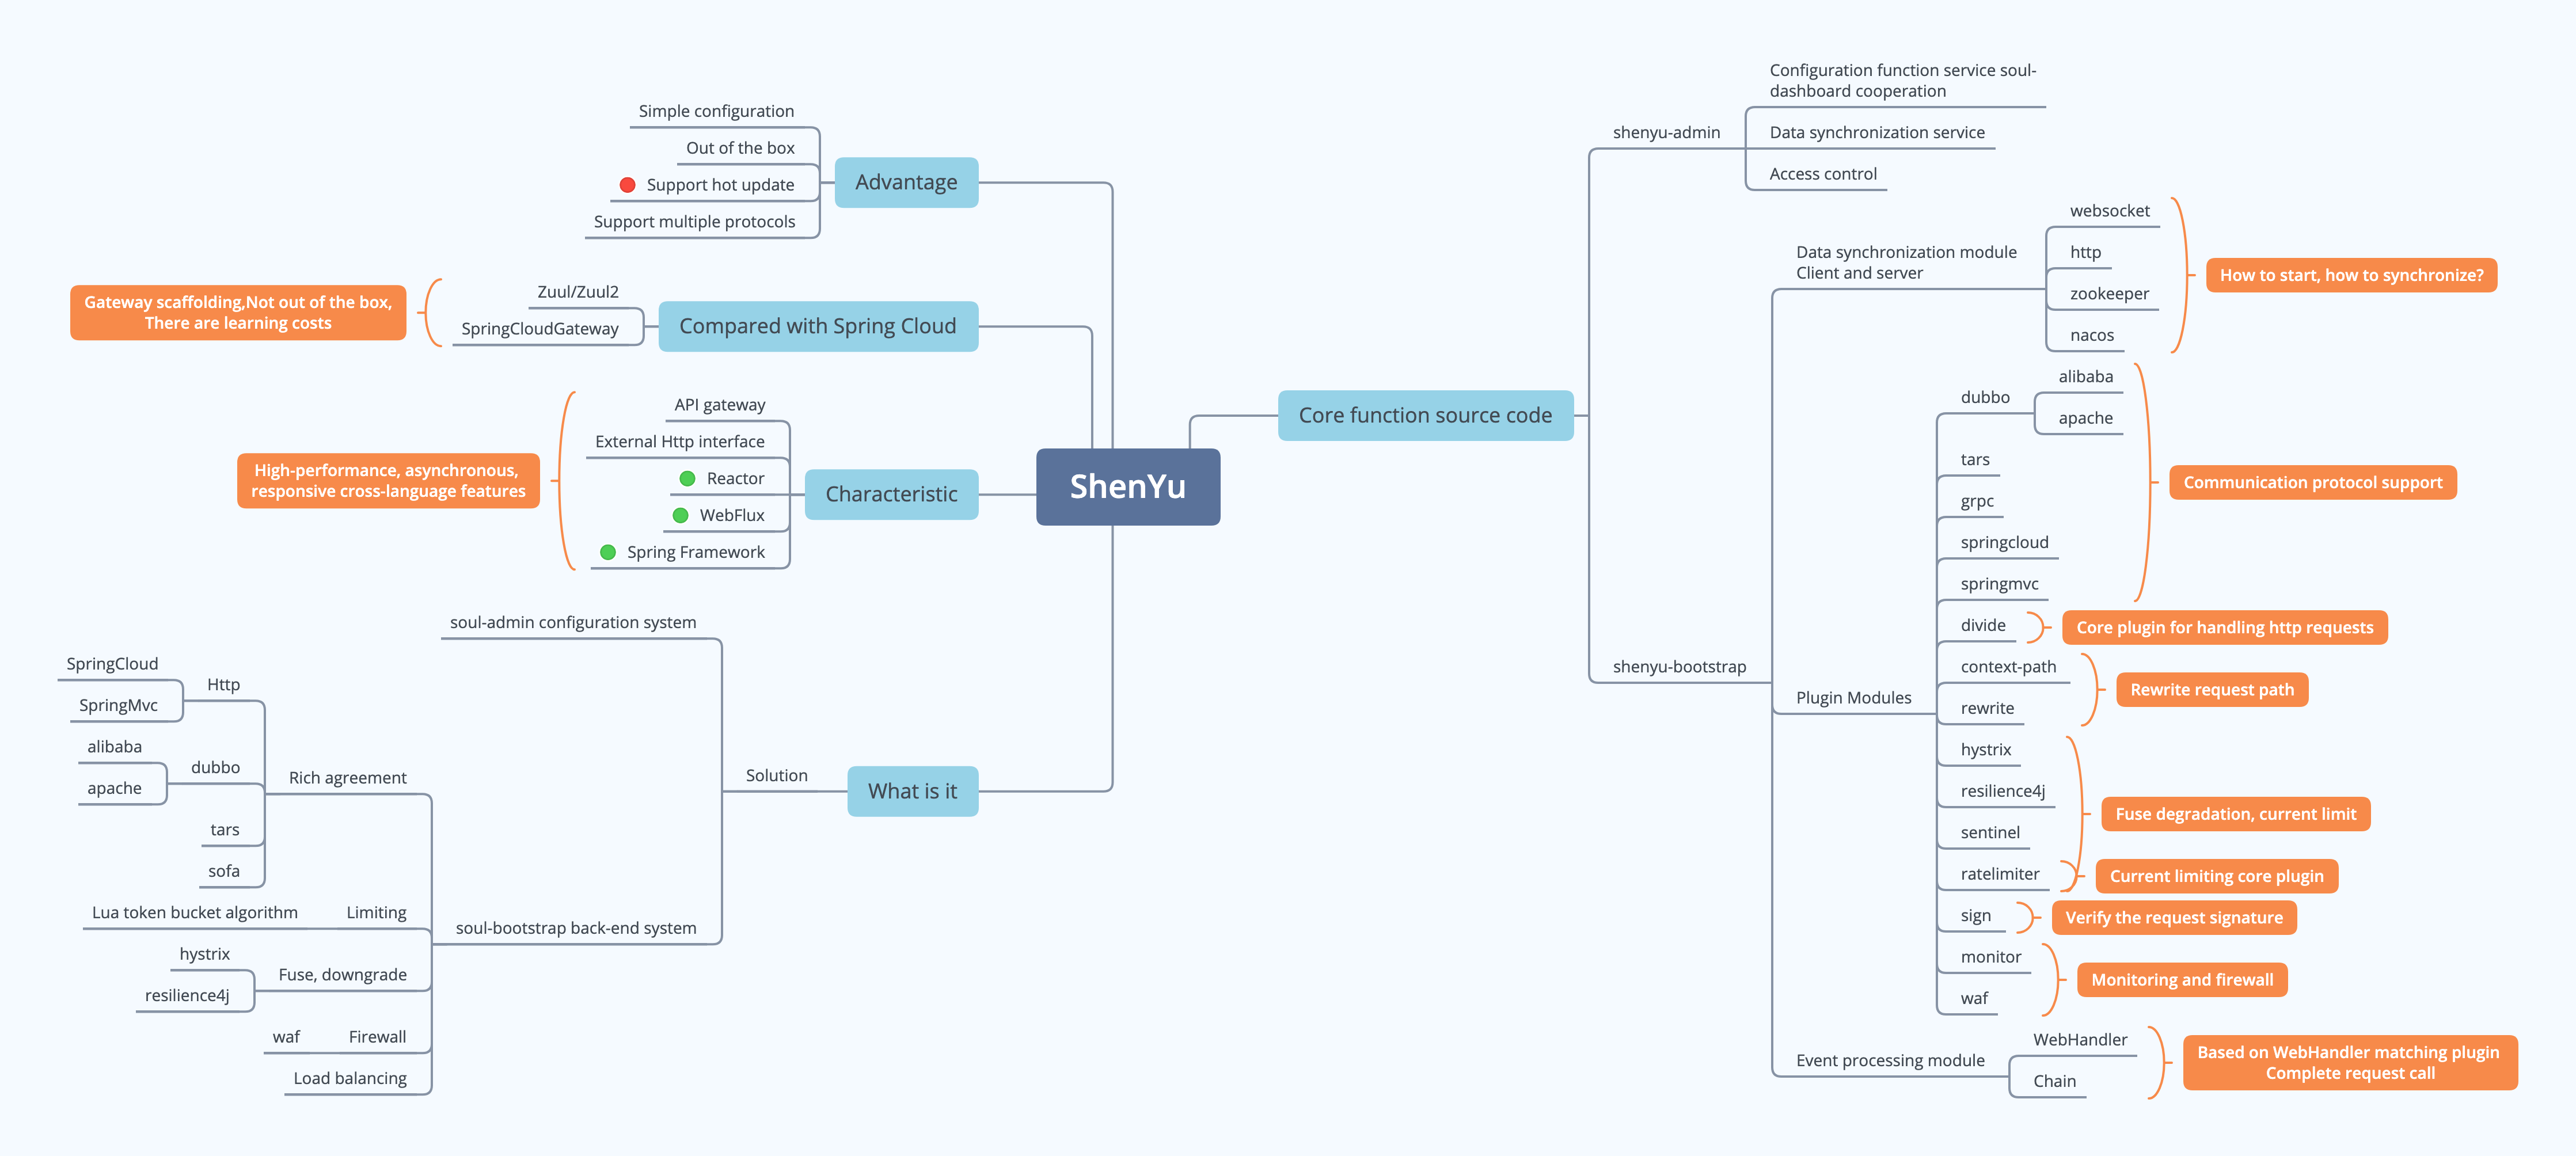 ShenYu
Advantage
Simple configuration
Out of the box
Support hot update
Support multiple protocols
Compared with Spring Cloud
Zuul/Zuul2
SpringCloudGateway
Gateway scaffolding,Not out of the box,
There are learning costs
Characteristic
API gateway
External Http interface
Reactor
WebFlux
Spring Framework
High-performance, asynchronous,
responsive cross-language features
What is it
Solution
soul-admin configuration system
soul-bootstrap back-end system
Rich agreement
Http
SpringCloud
SpringMvc
dubbo
alibaba
apache
tars
sofa
Limiting
Lua token bucket algorithm
Fuse, downgrade
hystrix
resilience4j
Firewall
waf
Load balancing
Core function source code
shenyu-admin
Configuration function service soul-
dashboard cooperation
Data synchronization service
Access control
shenyu-bootstrap
Data synchronization module
Client and server
websocket
http
zookeeper
nacos
How to start, how to synchronize?
Plugin Modules
dubbo
alibaba
apache
tars
grpc
springcloud
springmvc
Communication protocol support
divide
Core plugin for handling http requests
context-path
rewrite
Rewrite request path
hystrix
resilience4j
sentinel
ratelimiter
Fuse degradation, current limit
Current limiting core plugin
sign
Verify the request signature
monitor
waf
Monitoring and firewall
Event processing module
WebHandler
Chain
Based on WebHandler matching plugin
Complete request call